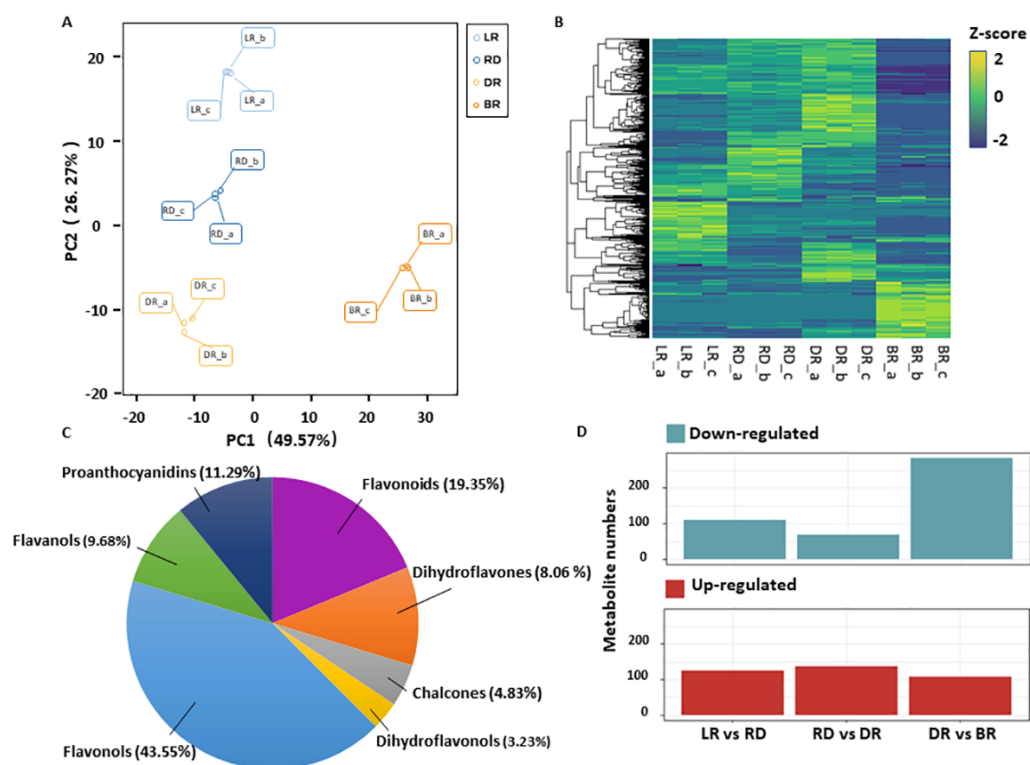 A
LR
RD
DR
BR
LR_b
LR_c
LR_a
RD_b
RD_c
RD_a
BR_a
BR_b
BR_c
DR_c
DR_a
DR_b
PC2 ( 26. 27%)
20
10
0
-10
-20
-20
-10
0
10
20
30
PC1 (49.57%)
B
Z-score
2
0
-2
LR_a
LR_b
LR_c
RD_a
RD_b
RD_c
DR_a
DR_b
DR_c
BR_a
BR_b
BR_c
C
Proanthocyanidins (11.29%)
Flavonoids (19.35%)
Flavanols (9.68%)
Dihydroflavones (8.06 %)
Chalcones (4.83%)
Dihydroflavonols (3.23%)
Flavonols (43.55%)
D
Down-regulated
200
100
0
Up-regulated
200
100
0
Metabolite numbers
LR vs RD
RD vs DR
DR vs BR